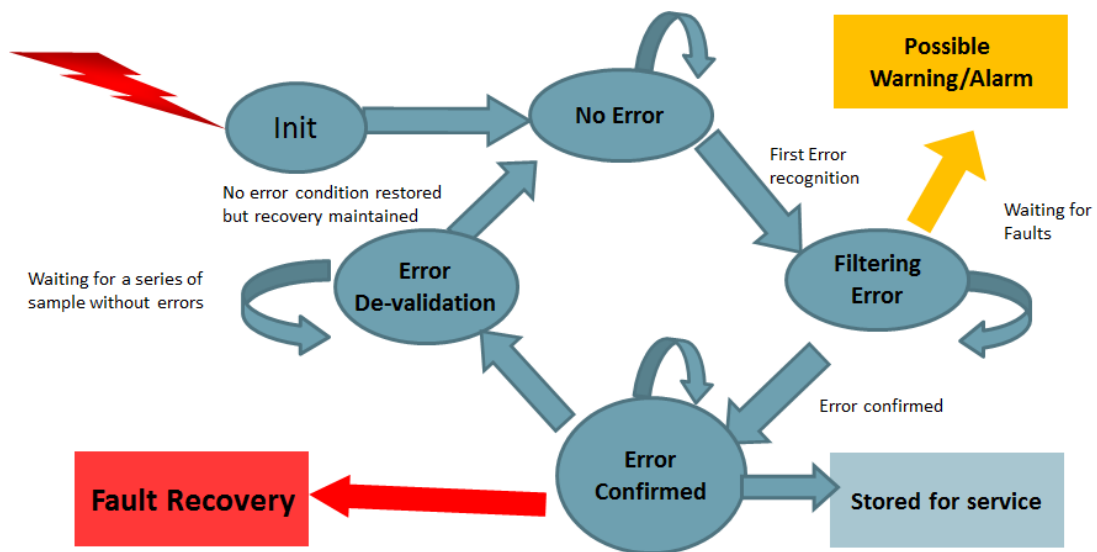 Possible
Warning/Alarm
Init
No Error
First Error
recognition
No error condition restored
but recovery maintained
Waiting for
Faults
Waiting for a series of
sample without errors
Error
De-validation
Filtering
Error
Error confirmed
Error
Confirmed
Fault Recovery
Stored for service